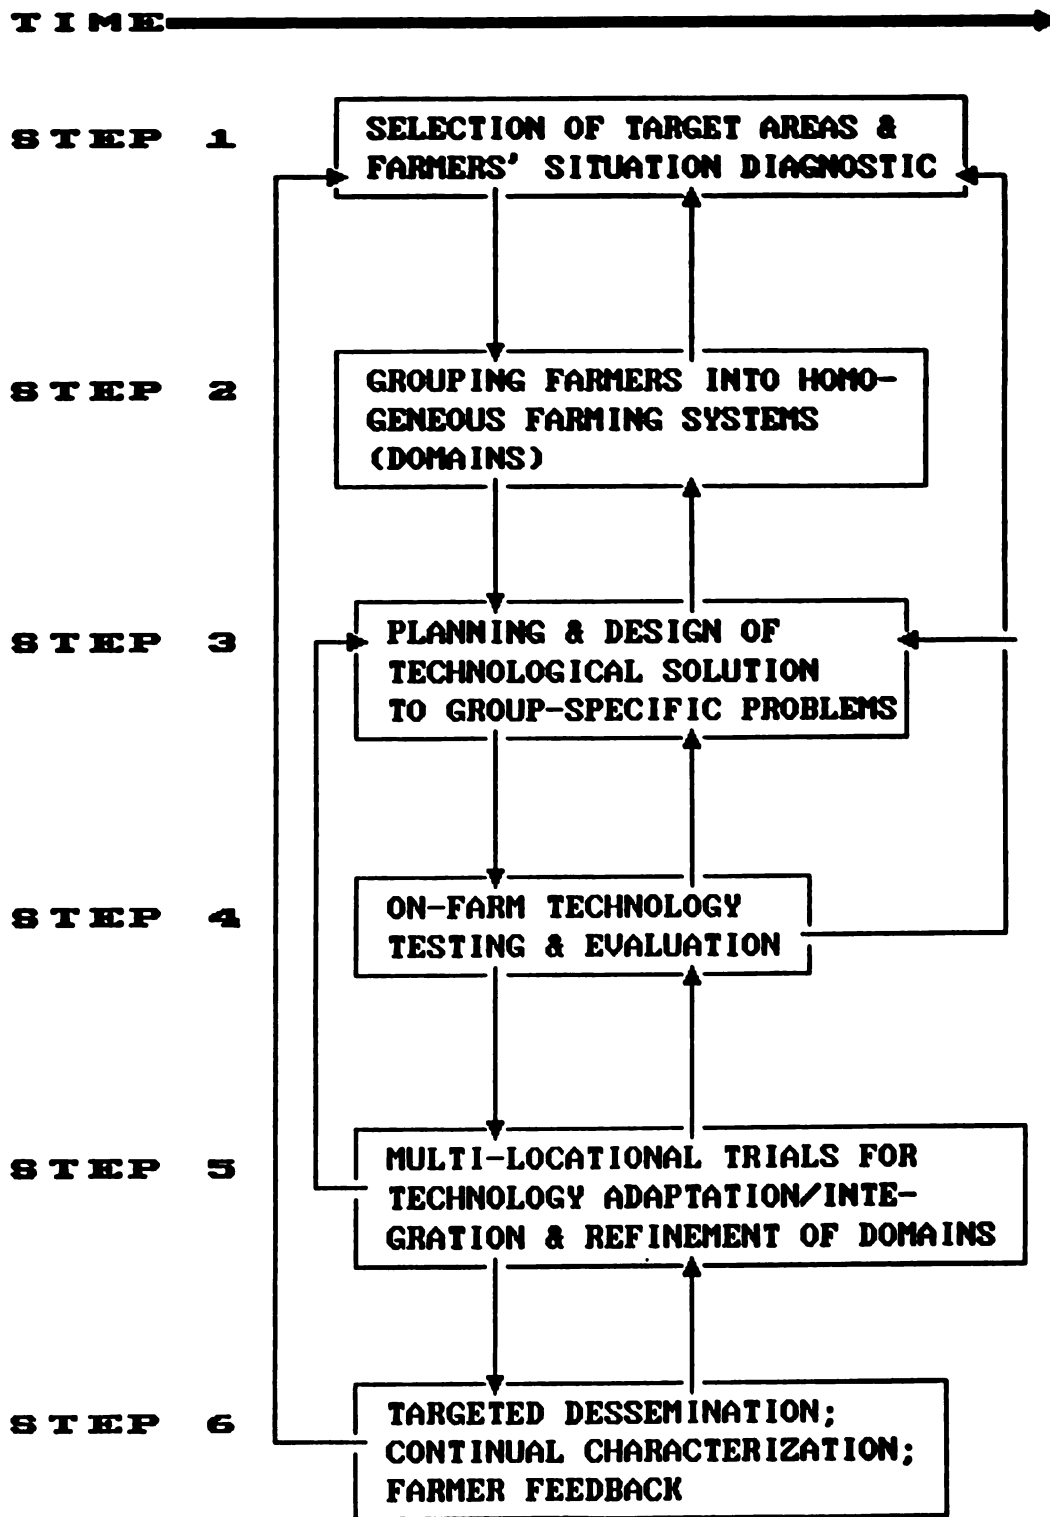 TIME
STEP 1
SELECTION OF TARGET AREAS &
FARMERS' SITUATION DIAGNOSTIC
STEP 2
GROUPING FARMERS INTO HOMO-
GENEOUS FARMING SYSTEMS
(DOMAINS)
STEP 3
PLANNING & DESIGN OF
TECHNOLOGICAL SOLUTION
TO GROUP-SPECIFIC PROBLEMS
STEP 4
ON-FARM TECHNOLOGY
TESTING & EVALUATION
STEP 5
MULTI-LOCATIONAL TRIALS FOR
TECHNOLOGY ADAPTATION/INTE-
GRATION & REFINEMENT OF DOMAINS
STEP 6
TARGETED DESSEMINATION;
CONTINUAL CHARACTERIZATION;
FARMER FEEDBACK